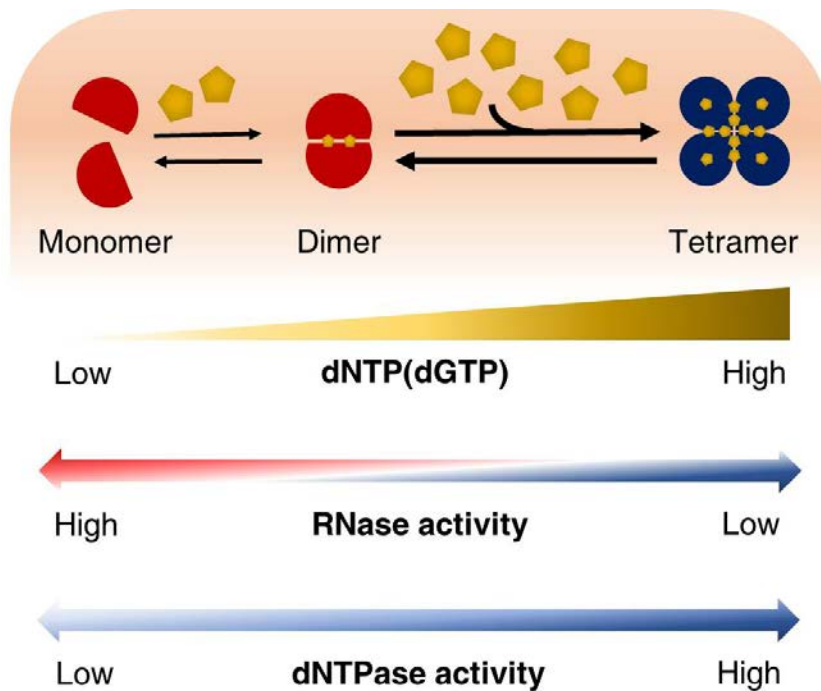 Monomer Dimer Tetramer
Low dNTP(dGTP) High
High RNase activity Low
Low dNTPase activity High